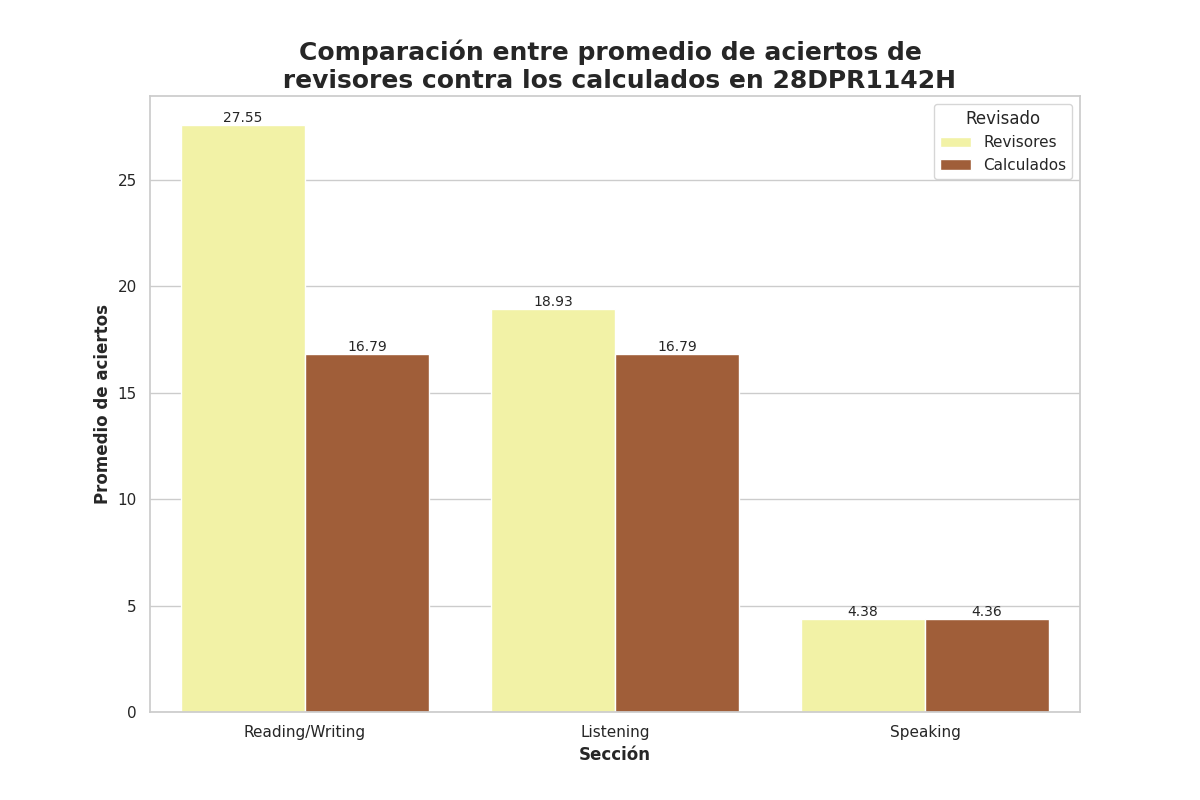 Comparación entre promedio de aciertos de
revisores contra los calculados en 28DPR1142H
Revisado
Revisores
Calculados
Promedio de aciertos
25
20
15
10
5
0
27.55
16.79
18.93
16.79
4.38
4.36
Reading/Writing
Listening
Speaking
Sección